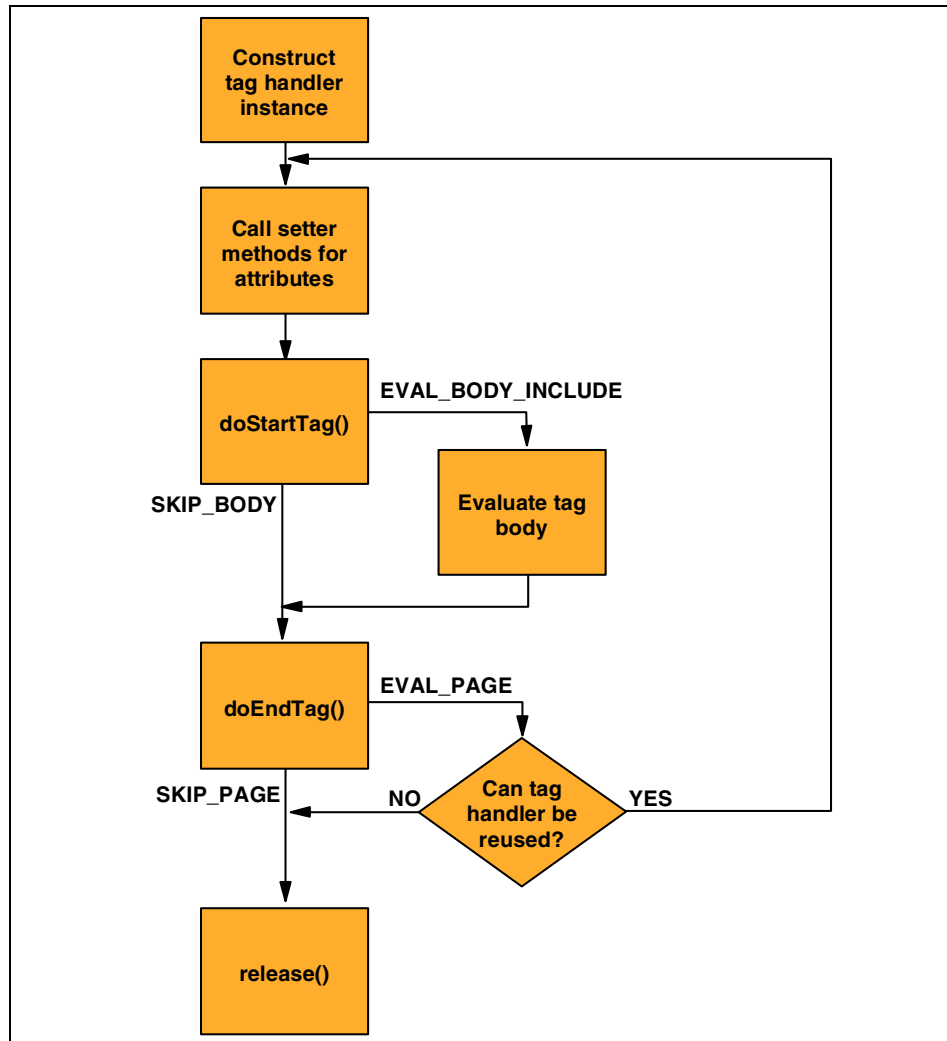 Construct
tag handler
instance
Call setter
methods for
attributes
EVAL_BODY_INCLUDE
doStartTag()
SKIP_BODY
Evaluate tag
body
EVAL_PAGE
doEndTag()
SKIP_PAGE
NO
Can tag
handler be
reused?
YES
release()